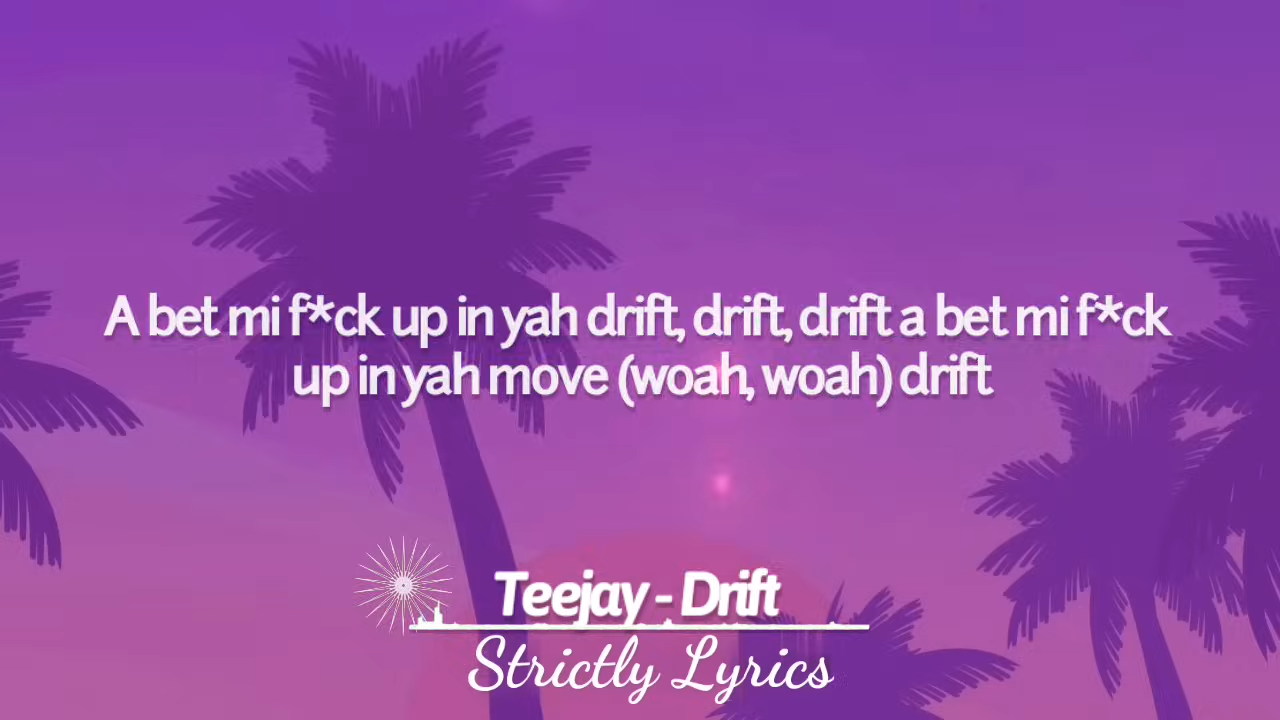 A bet mi f*ck up in yah drift, drift, drift a bet mi f*ck
up in yah move (woah, woah) drift
Teejay - Drift
Strictly Lyrics